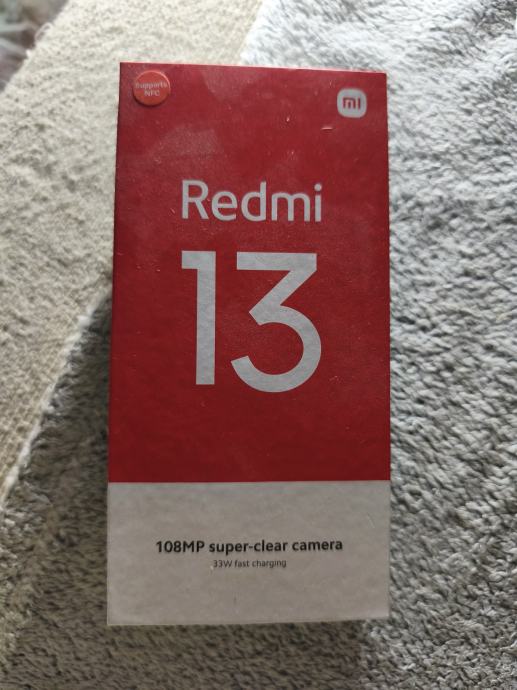 Supports
NFC
mi
Redmi
13
108MP super-clear camera
33W fast charging